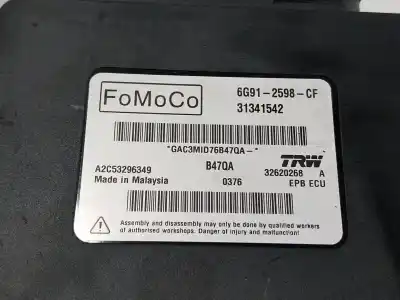 FoMoCo
6G91-2598-CF
31341542
"GAC3MID76B47QA-"
A2C53296349
B47QA
TRW
32620268 A
Made in Malaysia
0376
EPB ECU
Assembly and disassembly may only be done by qualified workers
of authorised workshops. Danger of injury and malfunction!